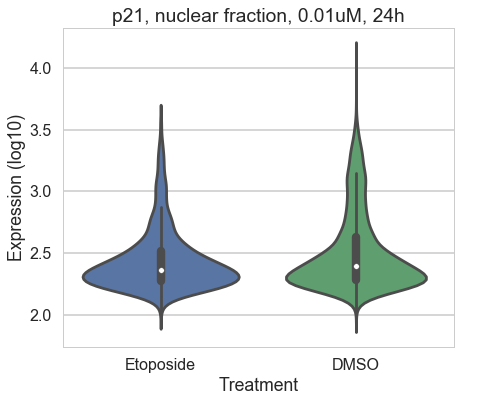 p21, nuclear fraction, 0.01uM, 24h
Expression (log10)
4.0
3.5
3.0
2.5
2.0
Etoposide DMSO
Treatment